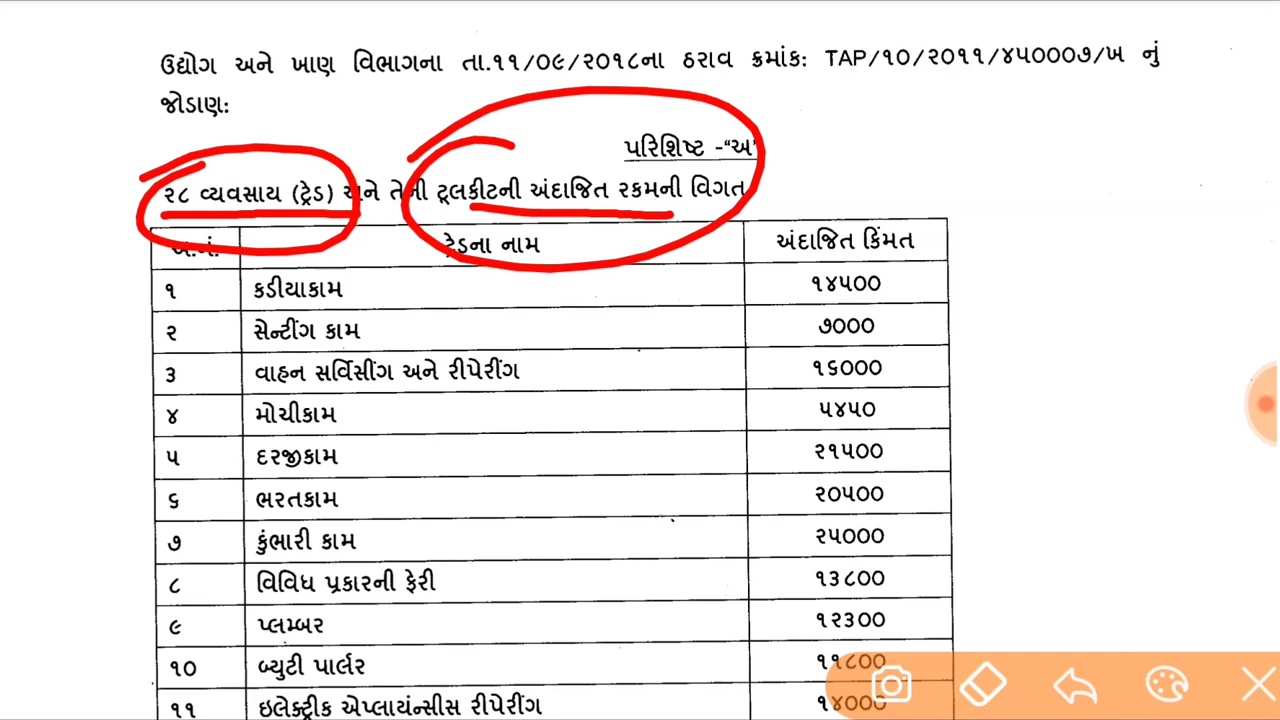 ઉદ્યોગ અને ખાણ વિભાગના તા.૧૧/૦૯/૨૦૧૮ના ઠરાવ ક્રમાંક: TAP/૧૦/૨૦૧૧/૪૫૦૦૦૭/ખ નું
જોડાણ:
પરિશિષ્ટ -“અ”
૨૮ વ્યવસાય (ટ્રેડ) અને તેની ટૂલકીટની અંદાજિત રકમની વિગત
અ.નં. ટ્રેડના નામ અંદાજિત કિંમત
૧ કડીયાકામ ૧૪૫૦૦
૨ સેન્ટીંગ કામ ૭૦૦૦
૩ વાહન સર્વિસીંગ અને રીપેરીંગ ૧૬૦૦૦
૪ મોચીકામ ૫૪૫૦
૫ દરજીકામ ૨૧૫૦૦
૬ ભરતકામ ૨૦૫૦૦
૭ કુંભારી કામ ૨૫૦૦૦
૮ વિવિધ પ્રકારની ફેરી ૧૩૮૦૦
૯ પ્લમ્બર ૧૨૩૦૦
૧૦ બ્યુટી પાર્લર ૧૧૮૦૦
૧૧ ઇલેક્ટ્રીક એપ્લાયંન્સીસ રીપેરીંગ ૧૪૦૦૦